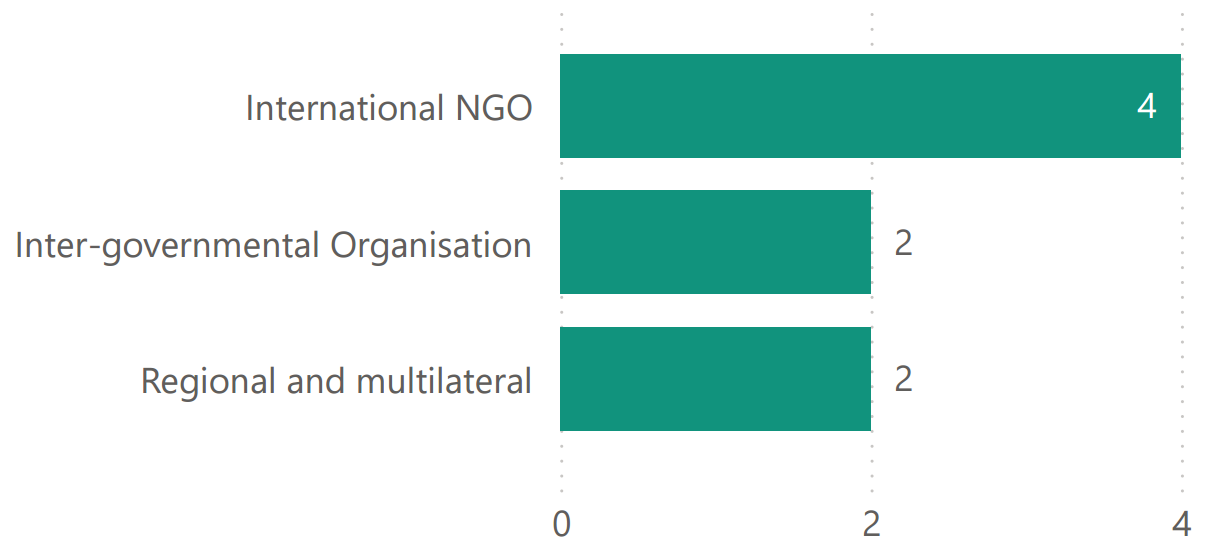 International NGO 4
Inter-governmental Organisation 2
Regional and multilateral 2
0 2 4